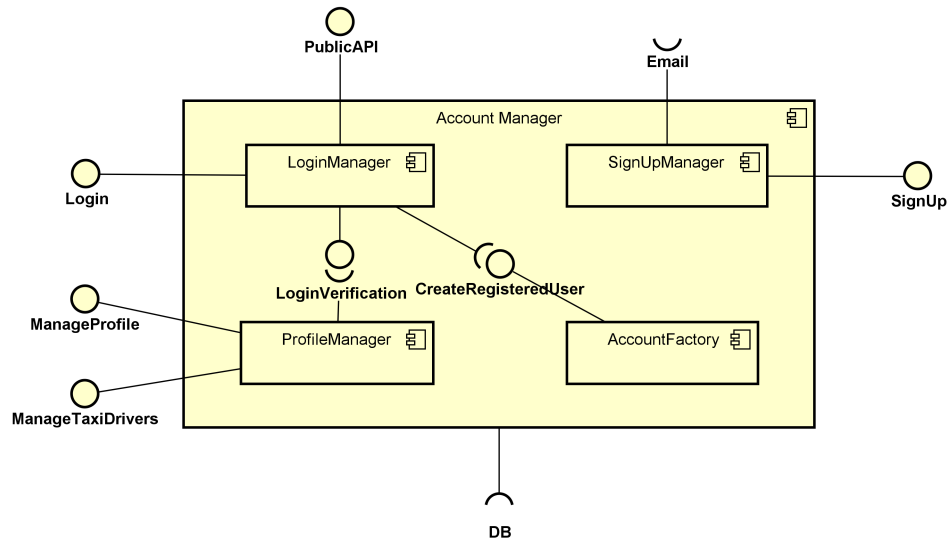 PublicAPI
Email
Account Manager
LoginManager
SignUpManager
Login
SignUp
LoginVerification
CreateRegisteredUser
ManageProfile
ProfileManager
AccountFactory
ManageTaxiDrivers
DB